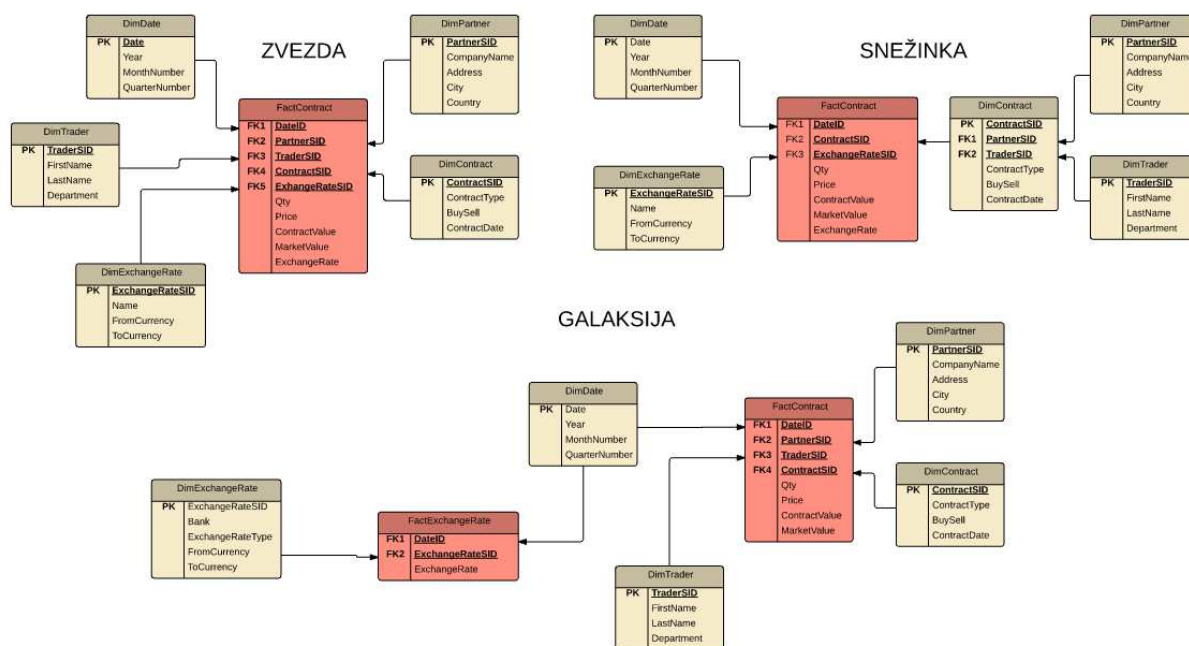 ZVEZDA
DimDate
PK Date
Year
MonthNumber
QuarterNumber
DimPartner
PK PartnerSID
CompanyName
Address
City
Country
DimTrader
PK TraderSID
FirstName
LastName
Department
FactContract
FK1 DateID
FK2 PartnerSID
FK3 TraderSID
FK4 ContractSID
FK5 ExhangeRateSID
Qty
Price
ContractValue
MarketValue
ExchangeRate
DimContract
PK ContractSID
ContractType
BuySell
ContractDate
DimExchangeRate
PK ExchangeRateSID
Name
FromCurrency
ToCurrency
SNEŽINKA
DimDate
PK Date
Year
MonthNumber
QuarterNumber
DimExchangeRate
PK ExchangeRateSID
Name
FromCurrency
ToCurrency
FactContract
FK1 DateID
FK2 ContractSID
FK3 ExchangeRateSID
Qty
Price
ContractValue
MarketValue
ExchangeRate
DimContract
PK ContractSID
FK1 PartnerSID
FK2 TraderSID
ContractType
BuySell
ContractDate
DimPartner
PK PartnerSID
CompanyName
Address
City
Country
DimTrader
PK TraderSID
FirstName
LastName
Department
GALAKSIJA
DimDate
PK Date
Year
MonthNumber
QuarterNumber
DimExchangeRate
PK ExchangeRateSID
Bank
ExchangeRateType
FromCurrency
ToCurrency
FactExchangeRate
FK1 DateID
FK2 ExchangeRateSID
ExchangeRate
FactContract
FK1 DateID
FK2 PartnerSID
FK3 TraderSID
FK4 ContractSID
Qty
Price
ContractValue
MarketValue
DimPartner
PK PartnerSID
CompanyName
Address
City
Country
DimContract
PK ContractSID
ContractType
BuySell
ContractDate
DimTrader
PK TraderSID
FirstName
LastName
Department